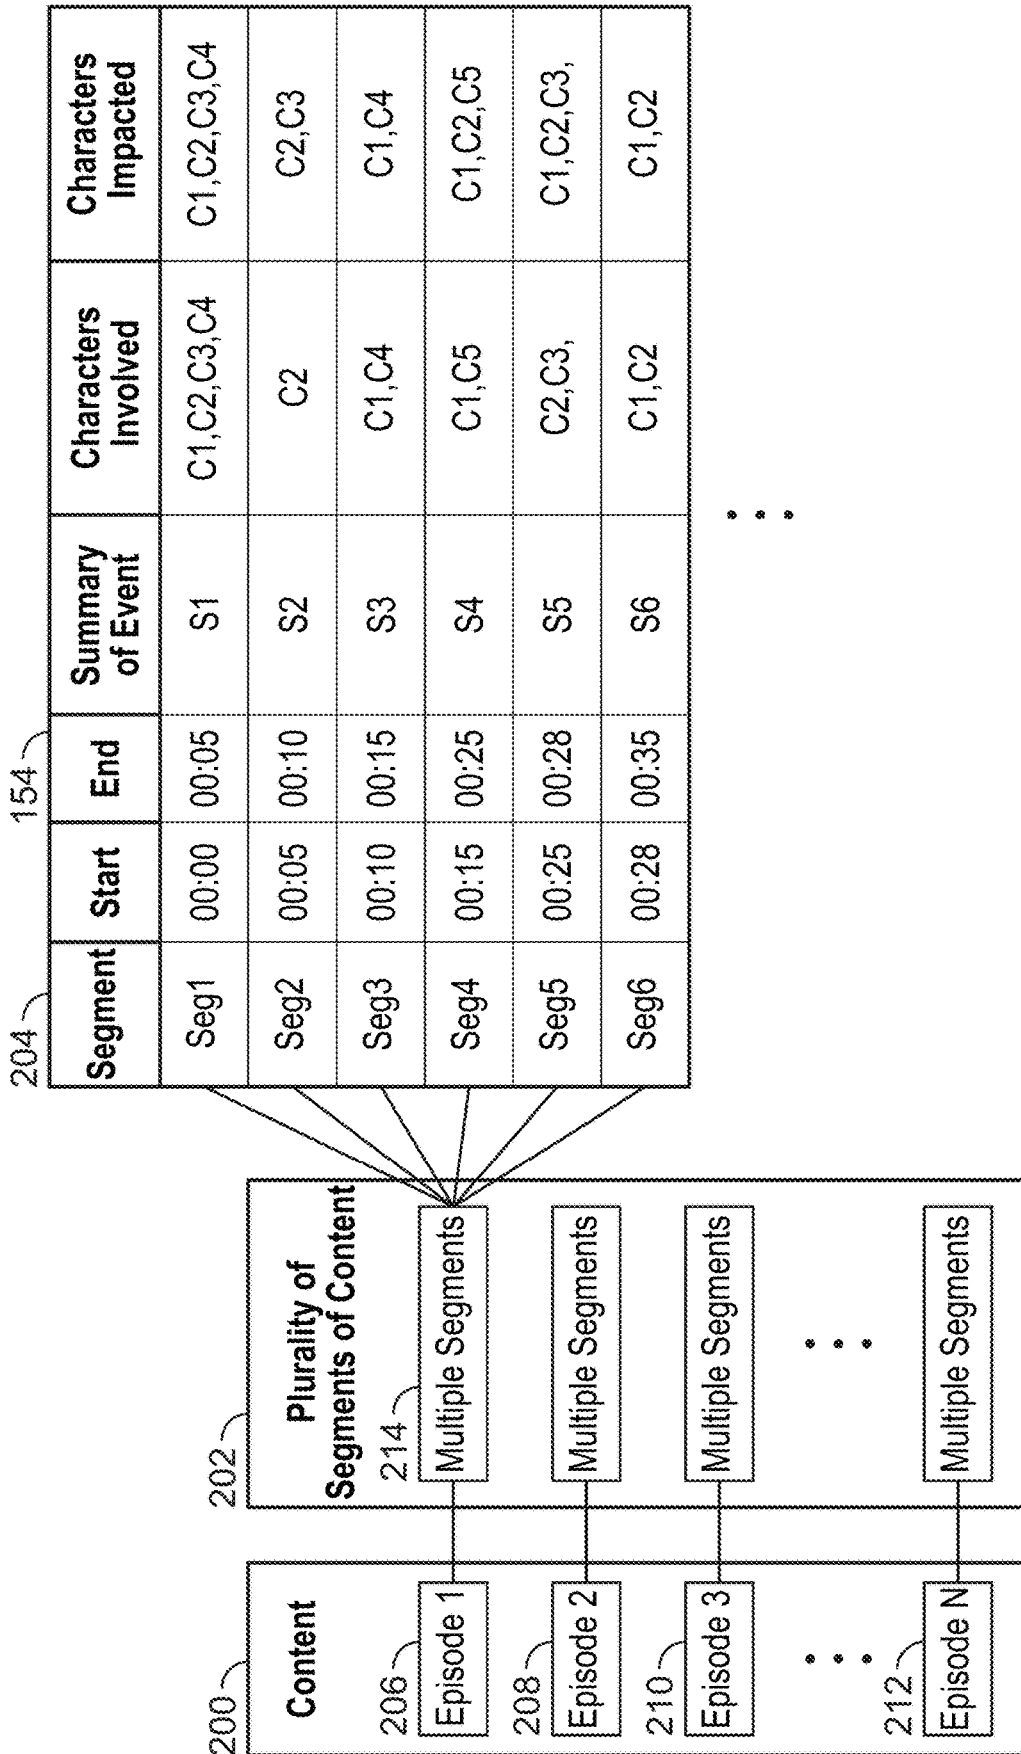 200
Content
206
Episode 1
208
Episode 2
210
Episode 3
212
Episode N
202
Plurality of
Segments of Content
214
Multiple Segments
Multiple Segments
Multiple Segments
Multiple Segments
204
154
Segment Start End Summary of Event Characters Involved Characters Impacted
Seg1 00:00 00:05 S1 C1,C2,C3,C4 C1,C2,C3,C4
Seg2 00:05 00:10 S2 C2 C2,C3
Seg3 00:10 00:15 S3 C1,C4 C1,C4
Seg4 00:15 00:25 S4 C1,C5 C1,C2,C5
Seg5 00:25 00:28 S5 C2,C3, C1,C2,C3,
Seg6 00:28 00:35 S6 C1,C2 C1,C2